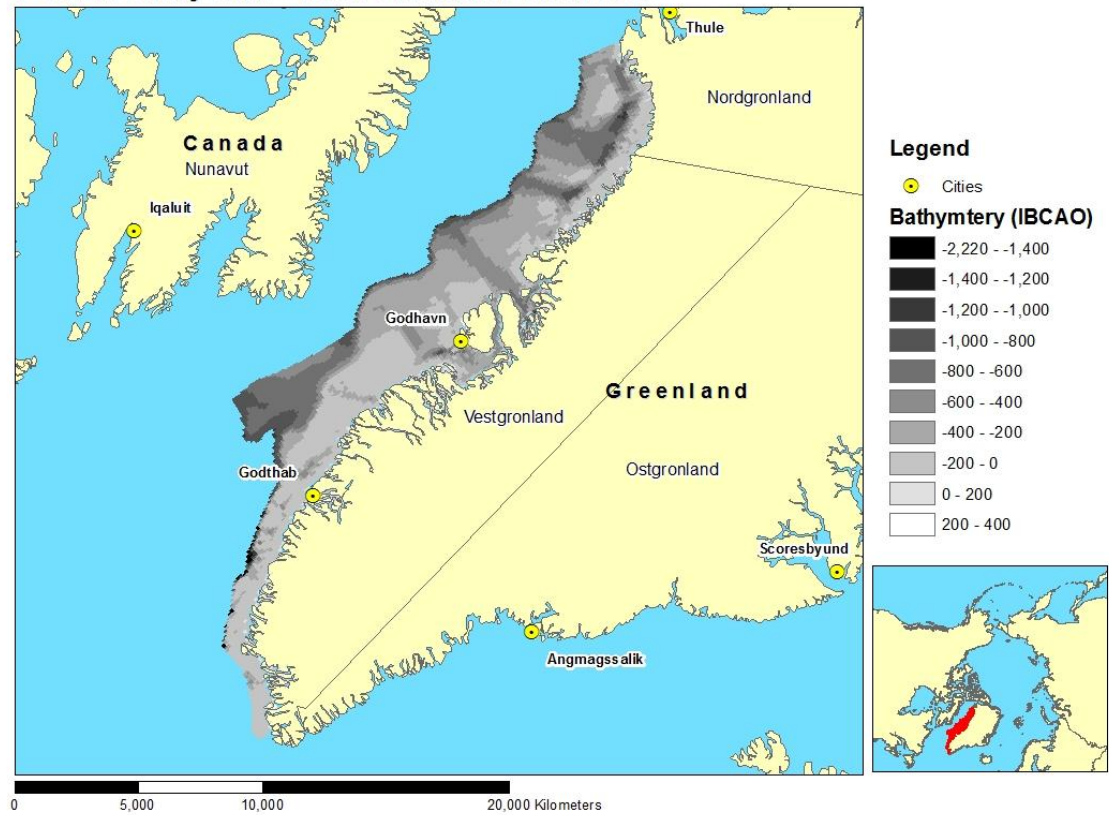 Thule
Nordgronland
Canada
Nunavut
Iqaluit
Godhavn
Greenland
Vestgronland
Godthab
Ostgronland
Scoresbyund
Angmagssalik
Legend
Cities
Bathymtery (IBCAO)
-2,220 - -1,400
-1,400 - -1,200
-1,200 - -1,000
-1,000 - -800
-800 - -600
-600 - -400
-400 - -200
-200 - 0
0 - 200
200 - 400
0 5,000 10,000 20,000 Kilometers